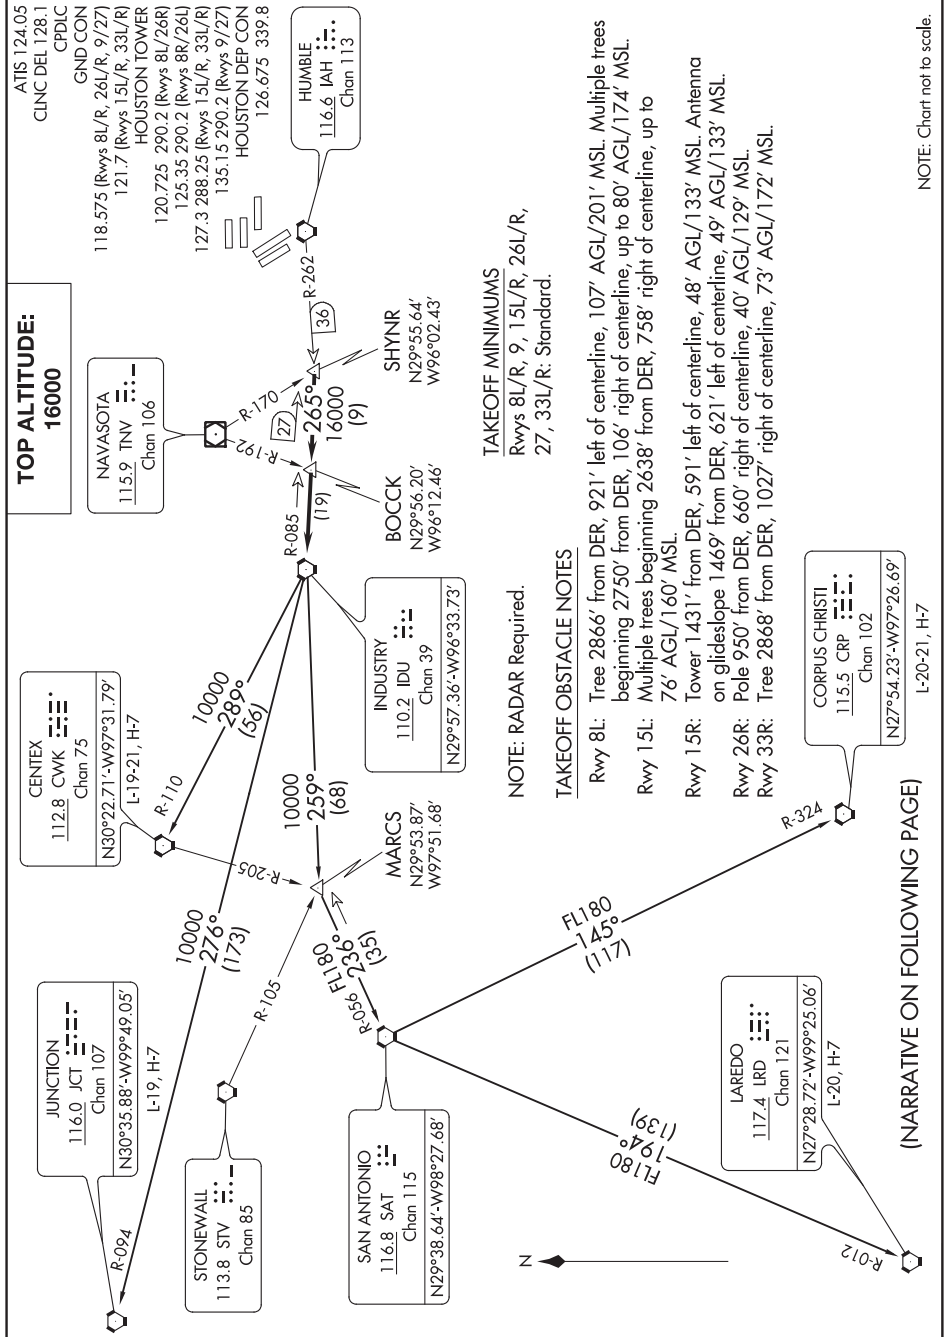 ATIS 124.05
CLNC DEL 128.1
CPDLC
GND CON
118.575 (Rwys 8L/R, 26L/R, 9/27)
121.7 (Rwys 15L/R, 33L/R)
HOUSTON TOWER
120.725 290.2 (Rwys 8L/26R)
125.35 290.2 (Rwys 8R/26L)
127.3 288.25 (Rwys 15L/R, 33L/R)
135.15 290.2 (Rwys 9/27)
HOUSTON DEP CON
126.675 339.8
TOP ALTITUDE:
16000
HUMBLE
116.6 IAH
Chan 113
R-262
36
SHYNR
N29°55.64'
W96°02.43'
NAVASOTA
115.9 TNV
Chan 106
R-170
R-192
27
265°
16000
(9)
BOCCK
N29°56.20'
W96°12.46'
R-085
(19)
INDUSTRY
110.2 IDU
Chan 39
N29°57.36'-W96°33.73'
CENTEX
112.8 CWK
Chan 75
N30°22.71'-W97°31.79'
L-19-21, H-7
R-110
10000
289°
(56)
R-205
10000
259°
(68)
MARCS
N29°53.87'
W97°51.68'
10000
276°
(173)
JUNCTION
116.0 JCT
Chan 107
N30°35.88'-W99°49.05'
L-19, H-7
R-094
STONEWALL
113.8 STV
Chan 85
R-105
FL180
236°
(35)
R-056
SAN ANTONIO
116.8 SAT
Chan 115
N29°38.64'-W98°27.68'
FL180
145°
(117)
R-324
CORPUS CHRISTI
115.5 CRP
Chan 102
N27°54.23'-W97°26.69'
L-20-21, H-7
FL180
194°
(139)
R-012
LAREDO
117.4 LRD
Chan 121
N27°28.72'-W99°25.06'
L-20, H-7
N
TAKEOFF MINIMUMS
Rwys 8L/R, 9, 15L/R, 26L/R,
27, 33L/R: Standard.
NOTE: RADAR Required.
TAKEOFF OBSTACLE NOTES
Rwy 8L: Tree 2866' from DER, 921' left of centerline, 107' AGL/201' MSL. Multiple trees
beginning 2750' from DER, 106' right of centerline, up to 80' AGL/174' MSL.
Rwy 15L: Multiple trees beginning 2638' from DER, 758' right of centerline, up to
76' AGL/160' MSL.
Rwy 15R: Tower 1431' from DER, 591' left of centerline, 48' AGL/133' MSL. Antenna
on glideslope 1469' from DER, 621' left of centerline, 49' AGL/133' MSL.
Rwy 26R: Pole 950' from DER, 660' right of centerline, 40' AGL/129' MSL.
Rwy 33R: Tree 2868' from DER, 1027' right of centerline, 73' AGL/172' MSL.
(NARRATIVE ON FOLLOWING PAGE)
NOTE: Chart not to scale.